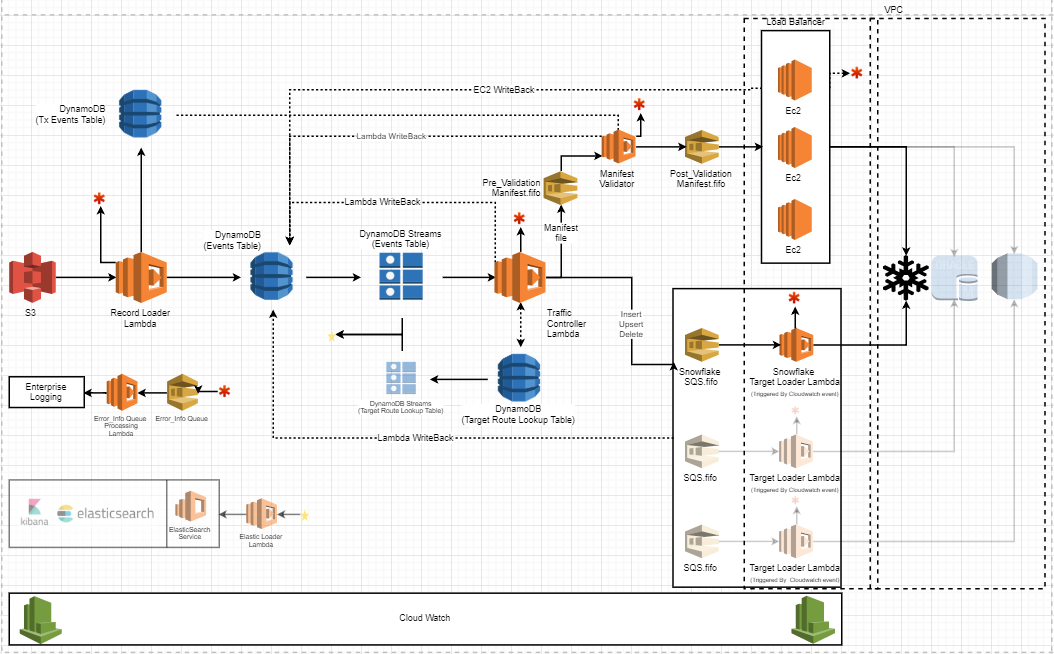 VPC
Load Balancer
EC2 WriteBack
Ec2
DynamoDB
(Tx Events Table)
Lambda WriteBack
Ec2
Manifest
Validator
Post_Validation
Manifest.fifo
Pre_Validation
Manifest.fifo
Lambda WriteBack
Ec2
DynamoDB
(Events Table)
DynamoDB Streams
(Events Table)
Manifest
file
S3
Record Loader
Lambda
Traffic
Controller
Lambda
Insert
Upsert
Delete
Snowflake
SQS.fifo
Snowflake
Target Loader Lambda
(Triggered By Cloudwatch event)
Enterprise
Logging
Error_Info Queue
Processing
Lambda
Error_Info Queue
DynamoDB Streams
(Target Route Lookup Table)
DynamoDB
(Target Route Lookup Table)
Lambda WriteBack
SQS.fifo
Target Loader Lambda
(Triggered By Cloudwatch event)
kibana
elasticsearch
ElasticSearch
Service
Elastic Loader
Lambda
SQS.fifo
Target Loader Lambda
(Triggered By Cloudwatch event)
Cloud Watch